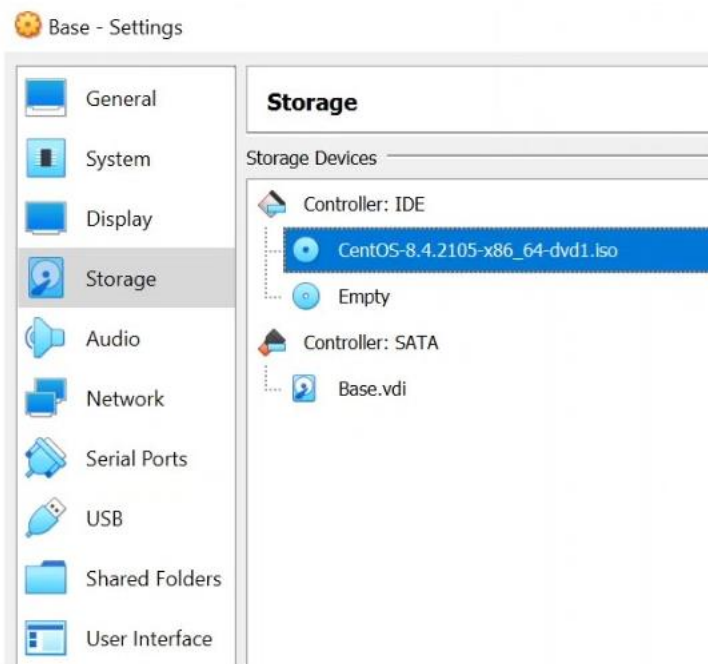 Base - Settings
General
System
Display
Storage
Audio
Network
Serial Ports
USB
Shared Folders
User Interface
Storage
Storage Devices
Controller: IDE
CentOS-8.4.2105-x86_64-dvd1.iso
Empty
Controller: SATA
Base.vdi